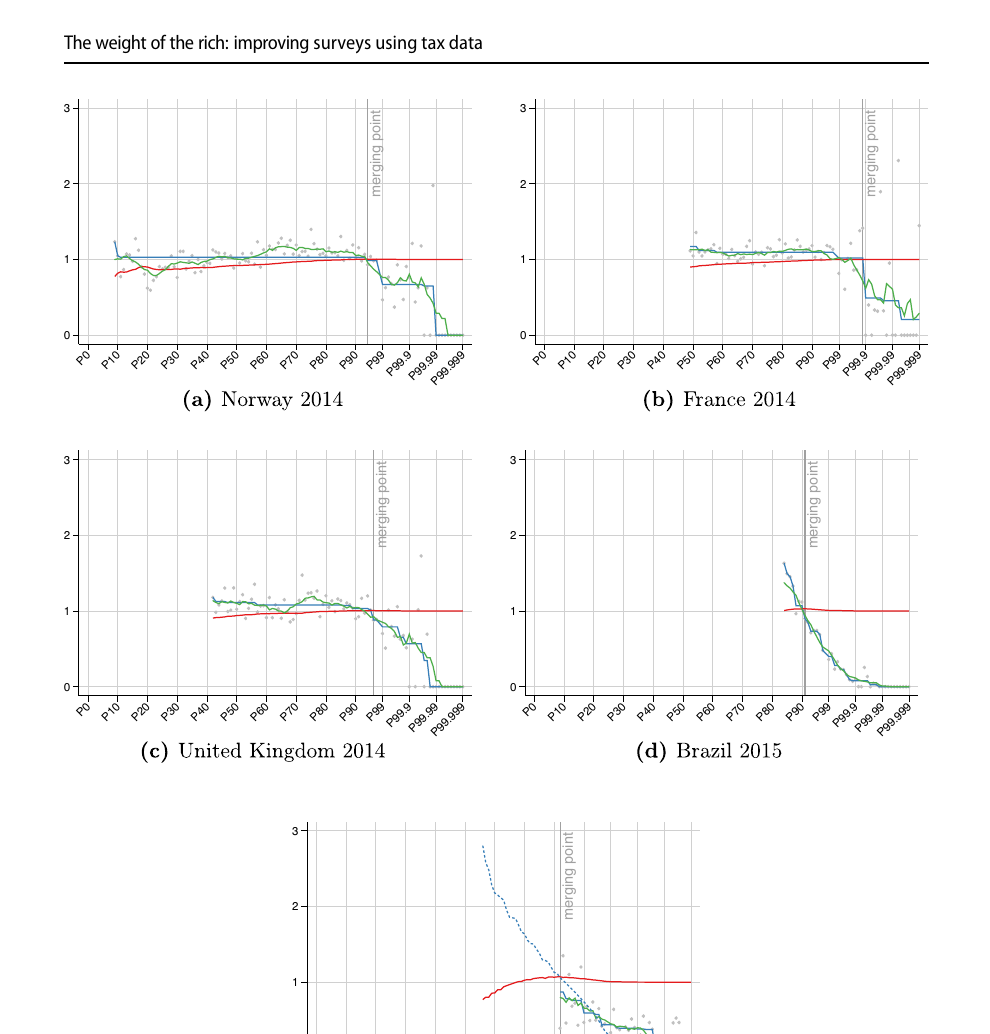 The weight of the rich: improving surveys using tax data
3
2
1
0
merging point
P0
P10
P20
P30
P40
P50
P60
P70
P80
P90
P99
P99.9
P99.99
P99.999
(a) Norway 2014
3
2
1
0
merging point
P0
P10
P20
P30
P40
P50
P60
P70
P80
P90
P99
P99.9
P99.99
P99.999
(b) France 2014
3
2
1
0
merging point
P0
P10
P20
P30
P40
P50
P60
P70
P80
P90
P99
P99.9
P99.99
P99.999
(c) United Kingdom 2014
3
2
1
0
merging point
P0
P10
P20
P30
P40
P50
P60
P70
P80
P90
P99
P99.9
P99.99
P99.999
(d) Brazil 2015
3
2
1
merging point